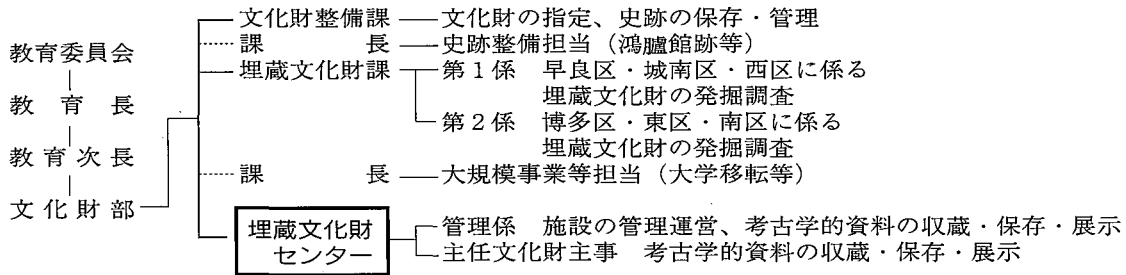 教育委員会
教育長
教育次長
文化財部
文化財整備課 文化財の指定、史跡の保存・管理
課長 史跡整備担当（鴻臚館跡等）
埋蔵文化財課 第1係 早良区・城南区・西区に係る
埋蔵文化財の発掘調査
第2係 博多区・東区・南区に係る
埋蔵文化財の発掘調査
課長 大規模事業等担当（大学移転等）
埋蔵文化財
センター
管理係 施設の管理運営、考古学的資料の収蔵・保存・展示
主任文化財主事 考古学的資料の収蔵・保存・展示